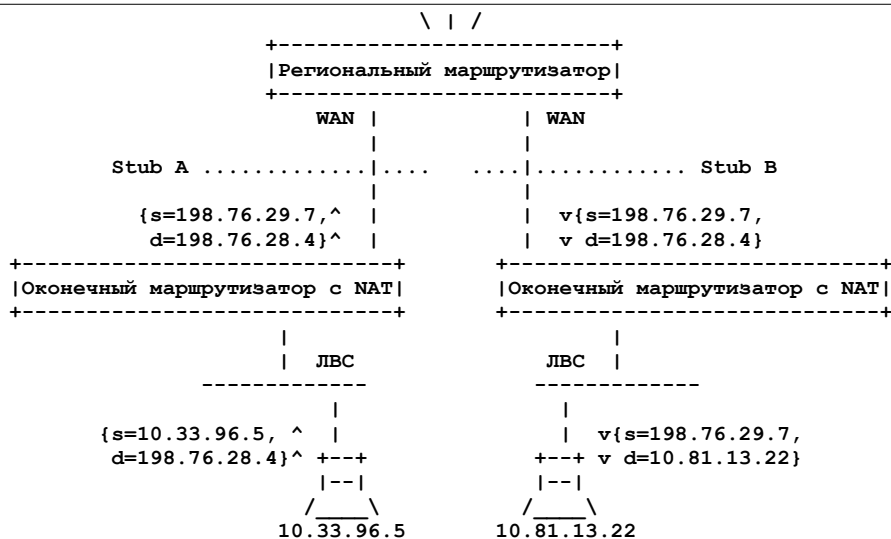 \ | /
+---------------------------+
|Региональный маршрутизатор|
+---------------------------+
WAN | | WAN
| |
Stub A .............|.... ....|............ Stub B
| |
{s=198.76.29.7,^ | | v{s=198.76.29.7,
d=198.76.28.4}^ | | v d=198.76.28.4}
+------------------------------+ +------------------------------+
|Оконечный маршрутизатор с NAT| |Оконечный маршрутизатор с NAT|
+------------------------------+ +------------------------------+
| |
| ЛВС ЛВС |
------------- -------------
| |
{s=10.33.96.5, ^ | | v{s=198.76.29.7,
d=198.76.28.4}^ +--+ +--+ v d=10.81.13.22}
|--| |--|
/____\ /____\
10.33.96.5 10.81.13.22